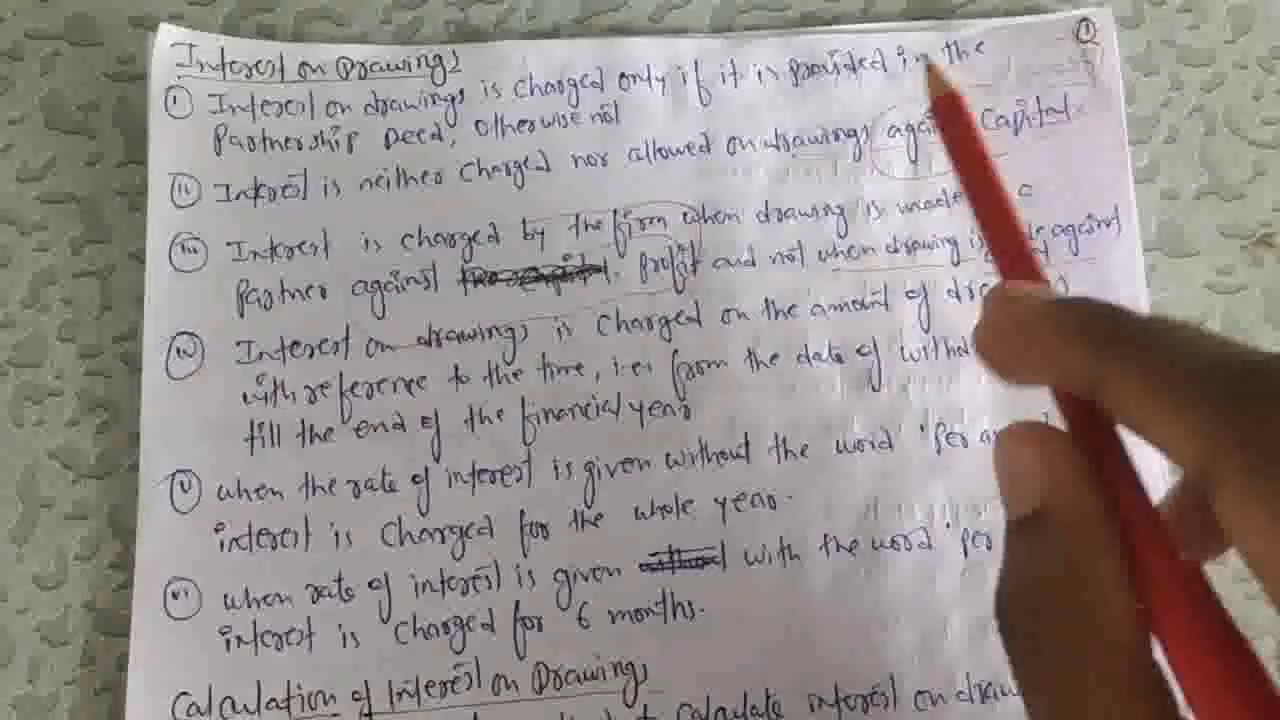 ①
Interest on Drawings
ⓘ Interest on drawings is charged only if it is provided in the
Partnership Deed, otherwise not
ⓘⓘ Interest is neither charged nor allowed on drawings capital
ⓘⓘⓘ Interest is charged by the firm when drawing is made
Partner against profit and not when drawing is against
ⓘⓥ Interest on drawings is charged on the amount of
with reference to the time, i.e. from the date of
till the end of the financial year
ⓥ when the rate of interest is given without the word 'Per
interest is charged for the whole year.
ⓥⓘ when rate of interest is given with the word 'Per
interest is charged for 6 months.
Calculation of Interest on Drawings
calculate interest on